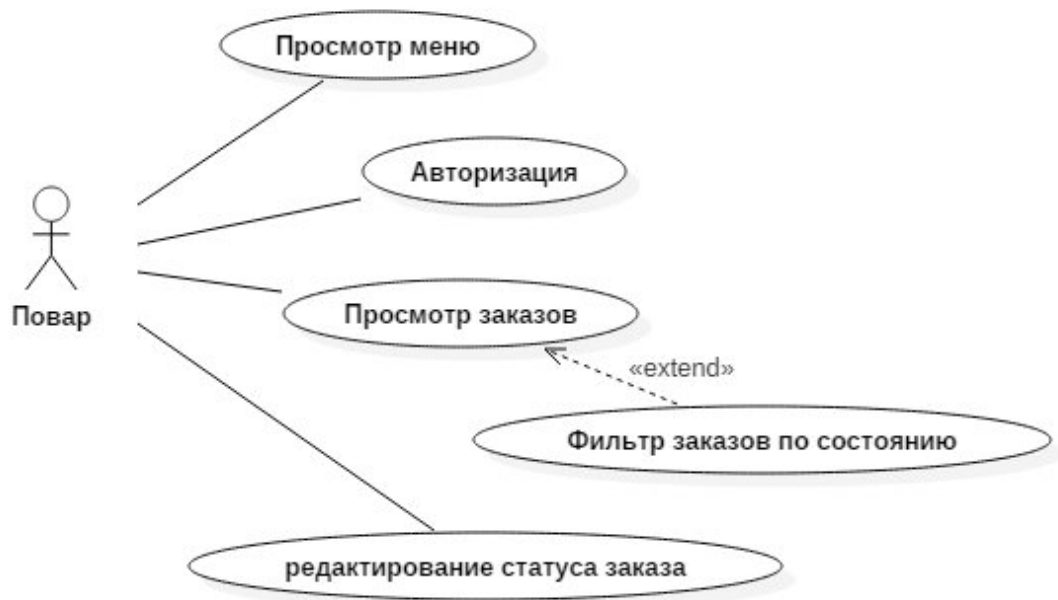 Просмотр меню
Авторизация
Повар
Просмотр заказов
«extend»
Фильтр заказов по состоянию
редактирование статуса заказа